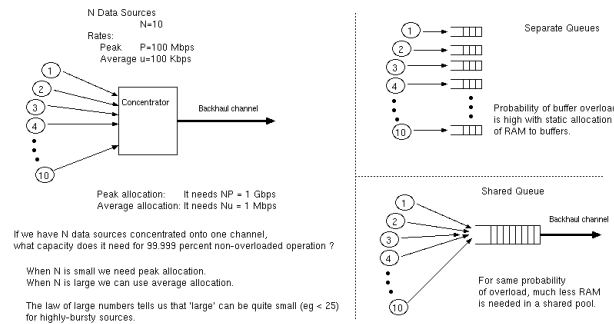 N Data Sources
N=10
Rates:
Peak P=100 Mbps
Average u=100 Kbps
1
2
3
4
10
Concentrator
Backhaul channel
Peak allocation: It needs NP = 1 Gbps
Average allocation: It needs Nu = 1 Mbps
If we have N data sources concentrated onto one channel,
what capacity does it need for 99.999 percent non-overloaded operation ?
When N is small we need peak allocation.
When N is large we can use average allocation.
The law of large numbers tells us that 'large' can be quite small (eg < 25)
for highly-bursty sources.
Separate Queues
1
2
3
4
10
Probability of buffer overload
is high with static allocation
of RAM to buffers.
Shared Queue
1
2
3
4
10
Backhaul channel
For same probability
of overload, much less RAM
is needed in a shared pool.